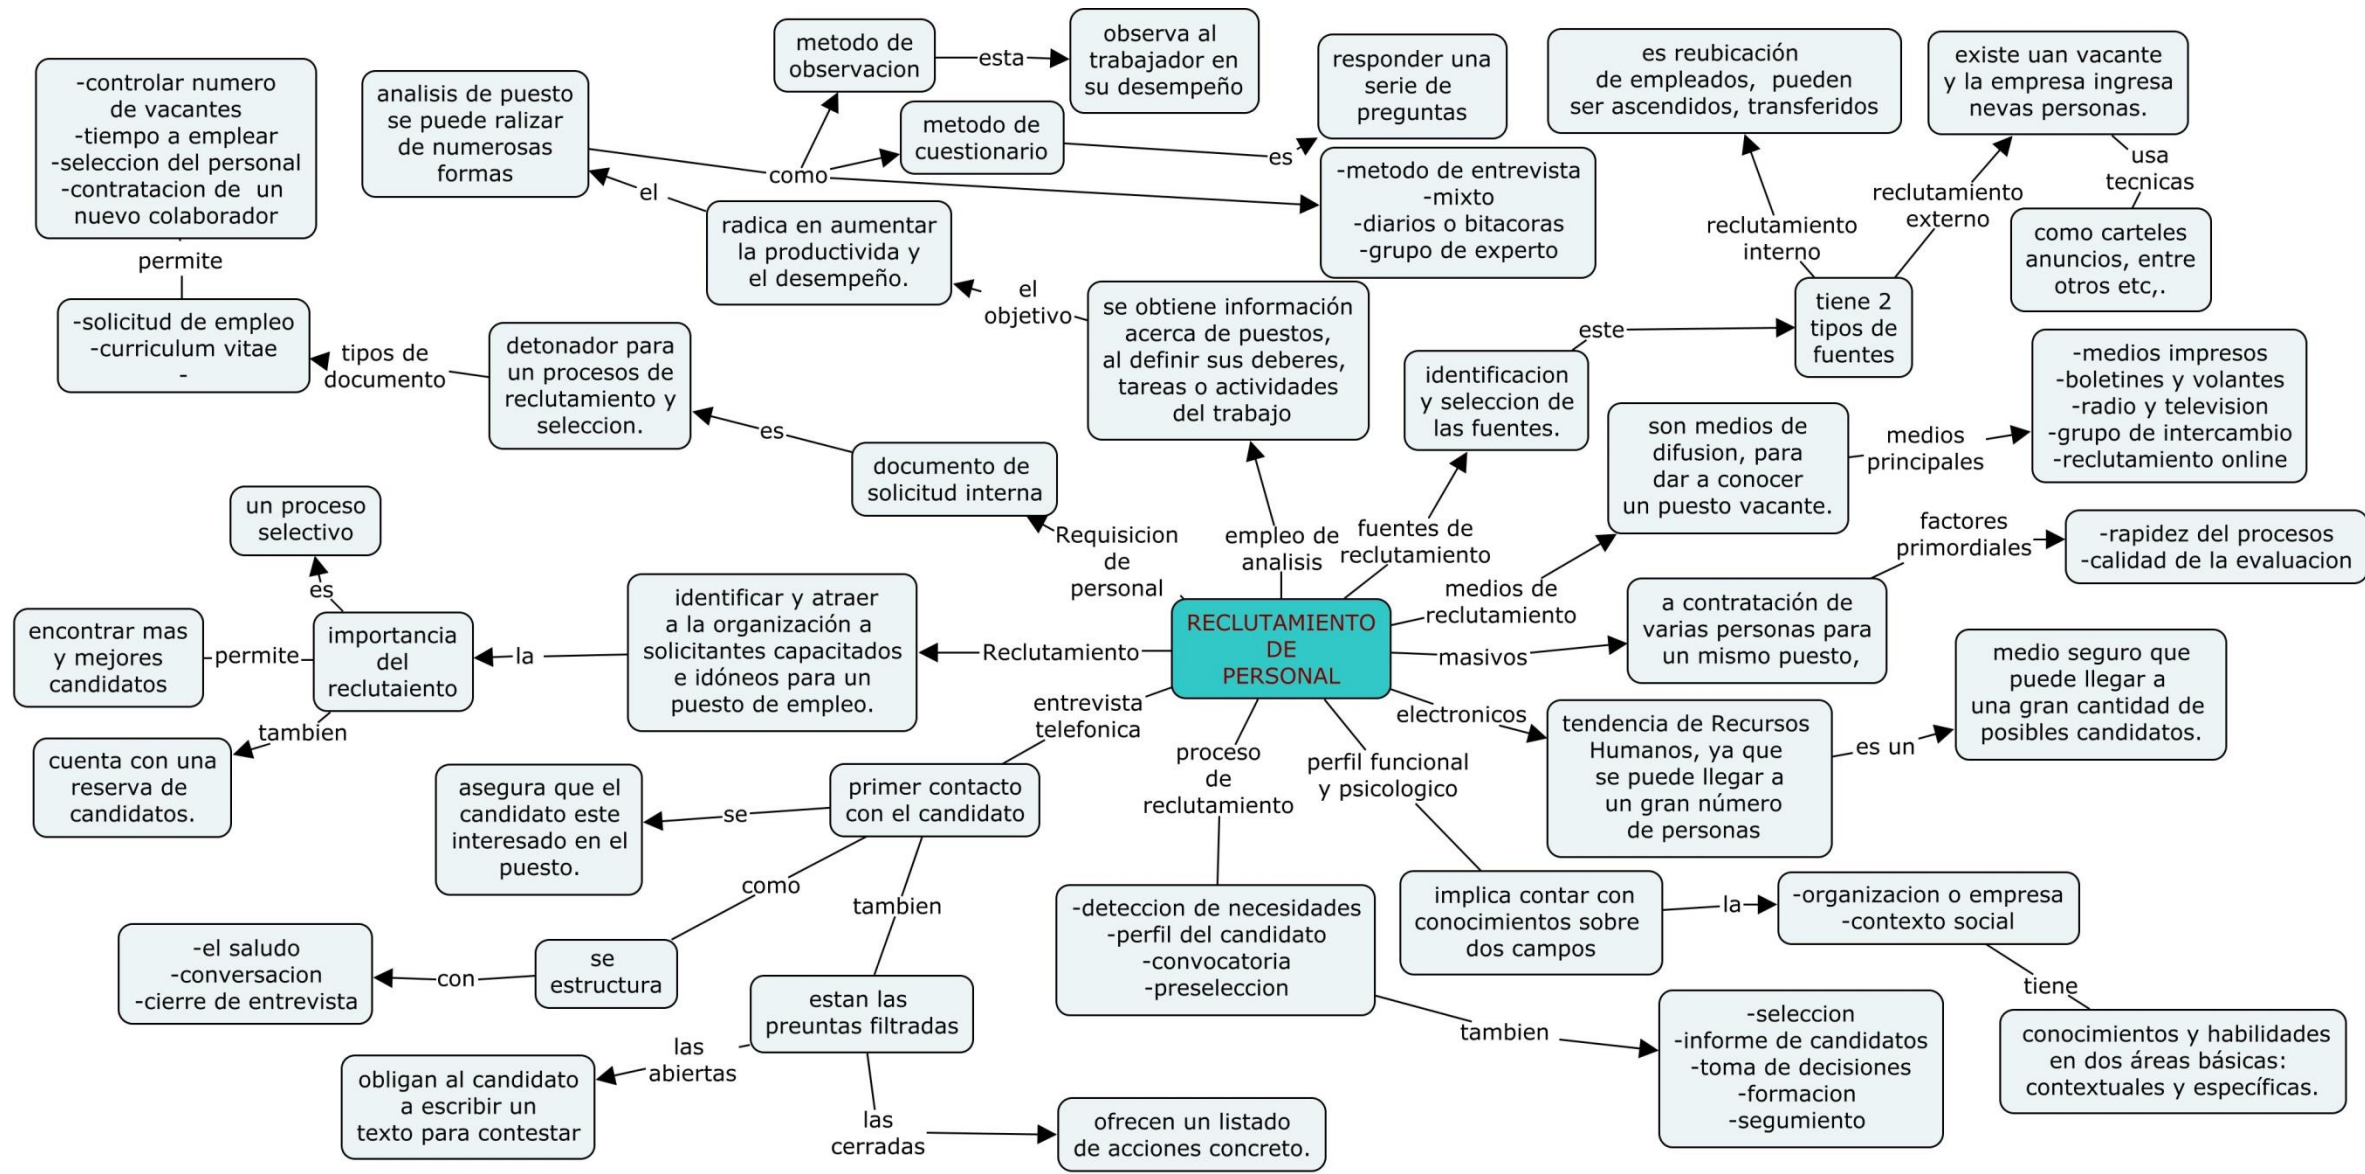 -controlar numero
de vacantes
-tiempo a emplear
-seleccion del personal
-contratacion de  un
nuevo colaborador
permite
-solicitud de empleo
-curriculum vitae
-
tipos de
documento
detonador para
un procesos de
reclutamiento y
seleccion.
es
documento de
solicitud interna
Requisicion
de
personal
analisis de puesto
se puede ralizar
de numerosas
formas
el
como
metodo de
observacion
esta
observa al
trabajador en
su desempeño
metodo de
cuestionario
es
responder una
serie de
preguntas
-metodo de entrevista
-mixto
-diarios o bitacoras
-grupo de experto
radica en aumentar
la productivida y
el desempeño.
el
objetivo
se obtiene información
acerca de puestos,
al definir sus deberes,
tareas o actividades
del trabajo
empleo de
analisis
es reubicación
de empleados,  pueden
ser ascendidos, transferidos
reclutamiento
interno
existe uan vacante
y la empresa ingresa
nevas personas.
reclutamiento
externo
usa
tecnicas
como carteles
anuncios, entre
otros etc,.
tiene 2
tipos de
fuentes
este
identificacion
y seleccion de
las fuentes.
fuentes de
reclutamiento
son medios de
difusion, para
dar a conocer
un puesto vacante.
medios
principales
-medios impresos
-boletines y volantes
-radio y television
-grupo de intercambio
-reclutamiento online
medios de
reclutamiento
factores
primordiales
-rapidez del procesos
-calidad de la evaluacion
a contratación de
varias personas para
un mismo puesto,
masivos
RECLUTAMIENTO
DE
PERSONAL
Reclutamiento
identificar y atraer
a la organización a
solicitantes capacitados
e idóneos para un
puesto de empleo.
la
importancia
del
reclutaiento
es
un proceso
selectivo
permite
encontrar mas
y mejores
candidatos
tambien
cuenta con una
reserva de
candidatos.
entrevista
telefonica
primer contacto
con el candidato
se
asegura que el
candidato este
interesado en el
puesto.
como
se
estructura
con
-el saludo
-conversacion
-cierre de entrevista
tambien
estan las
preuntas filtradas
las
abiertas
obligan al candidato
a escribir un
texto para contestar
las
cerradas
ofrecen un listado
de acciones concreto.
proceso
de
reclutamiento
-deteccion de necesidades
-perfil del candidato
-convocatoria
-preseleccion
tambien
-seleccion
-informe de candidatos
-toma de decisiones
-formacion
-segumiento
perfil funcional
y psicologico
implica contar con
conocimientos sobre
dos campos
la
-organizacion o empresa
-contexto social
tiene
conocimientos y habilidades
en dos áreas básicas:
contextuales y específicas.
electronicos
tendencia de Recursos
Humanos, ya que
se puede llegar a
un gran número
de personas
es un
medio seguro que
puede llegar a
una gran cantidad de
posibles candidatos.